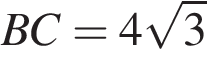 BC = 4√3